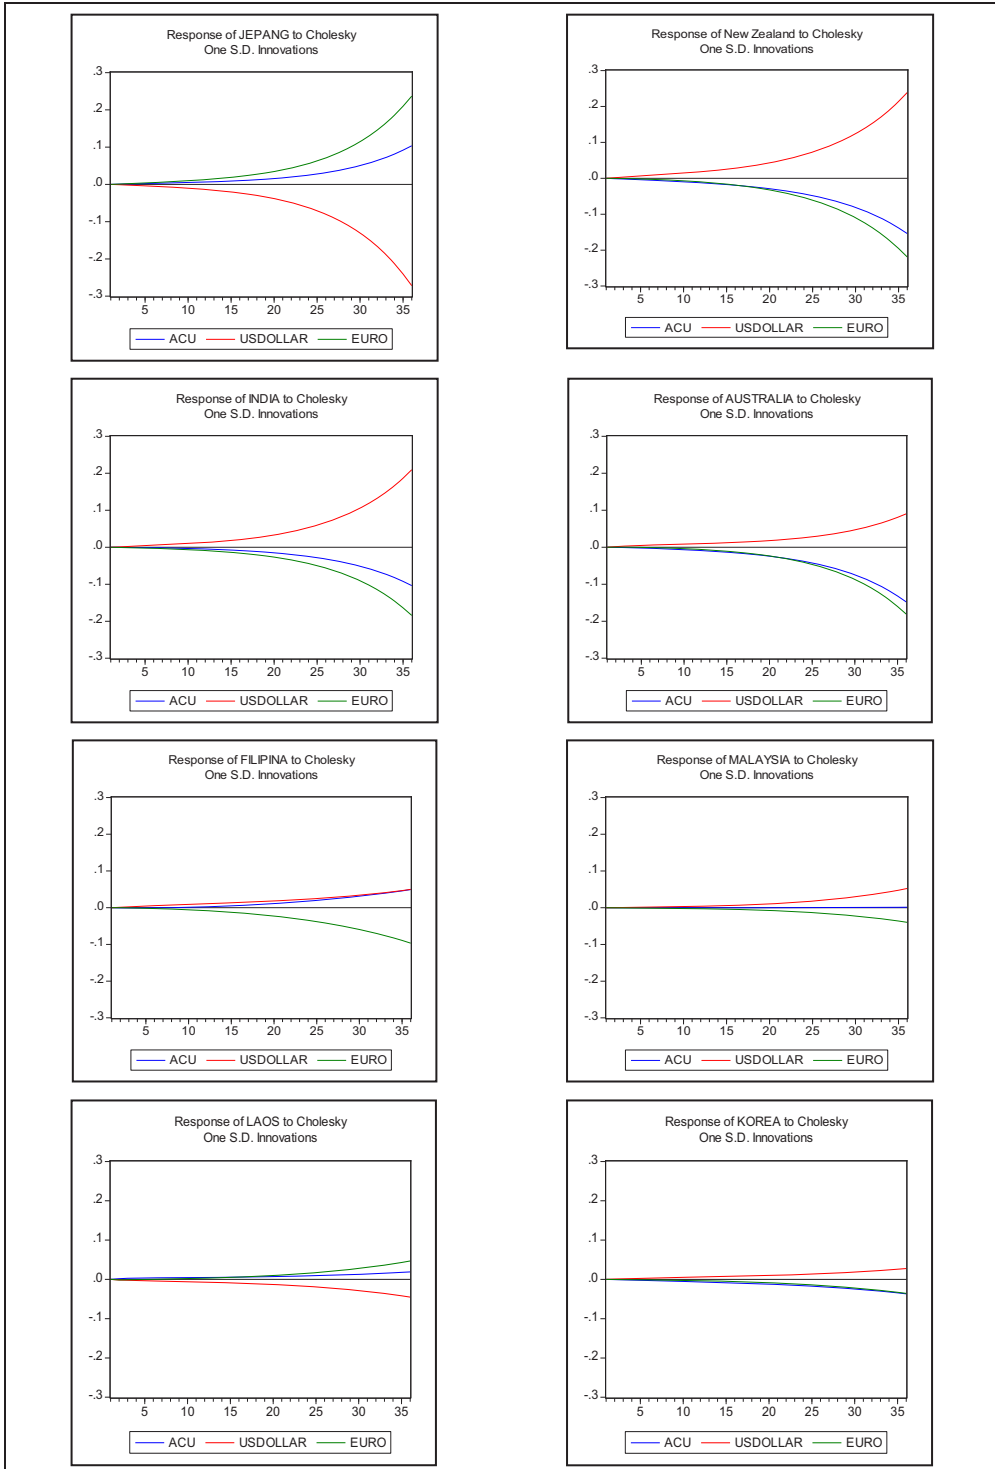 Response of JEPANG to Cholesky
One S.D. Innovations
.3
.2
.1
.0
-.1
-.2
-.3
5 10 15 20 25 30 35
ACU USDOLLAR EURO
Response of New Zealand to Cholesky
One S.D. Innovations
.3
.2
.1
.0
-.1
-.2
-.3
5 10 15 20 25 30 35
ACU USDOLLAR EURO
Response of INDIA to Cholesky
One S.D. Innovations
.3
.2
.1
.0
-.1
-.2
-.3
5 10 15 20 25 30 35
ACU USDOLLAR EURO
Response of AUSTRALIA to Cholesky
One S.D. Innovations
.3
.2
.1
.0
-.1
-.2
-.3
5 10 15 20 25 30 35
ACU USDOLLAR EURO
Response of FILIPINA to Cholesky
One S.D. Innovations
.3
.2
.1
.0
-.1
-.2
-.3
5 10 15 20 25 30 35
ACU USDOLLAR EURO
Response of MALAYSIA to Cholesky
One S.D. Innovations
.3
.2
.1
.0
-.1
-.2
-.3
5 10 15 20 25 30 35
ACU USDOLLAR EURO
Response of LAOS to Cholesky
One S.D. Innovations
.3
.2
.1
.0
-.1
-.2
-.3
5 10 15 20 25 30 35
ACU USDOLLAR EURO
Response of KOREA to Cholesky
One S.D. Innovations
.3
.2
.1
.0
-.1
-.2
-.3
5 10 15 20 25 30 35
ACU USDOLLAR EURO